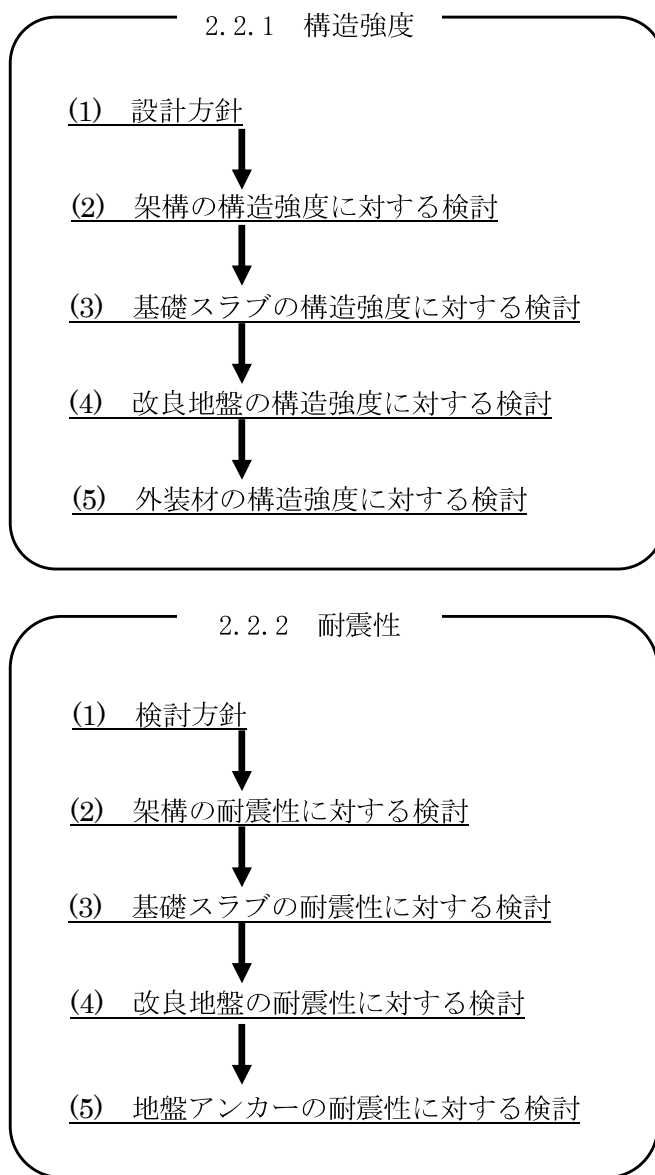 2.2.1 構造強度
(1) 設計方針
(2) 架構の構造強度に対する検討
(3) 基礎スラブの構造強度に対する検討
(4) 改良地盤の構造強度に対する検討
(5) 外装材の構造強度に対する検討
2.2.2 耐震性
(1) 検討方針
(2) 架構の耐震性に対する検討
(3) 基礎スラブの耐震性に対する検討
(4) 改良地盤の耐震性に対する検討
(5) 地盤アンカーの耐震性に対する検討